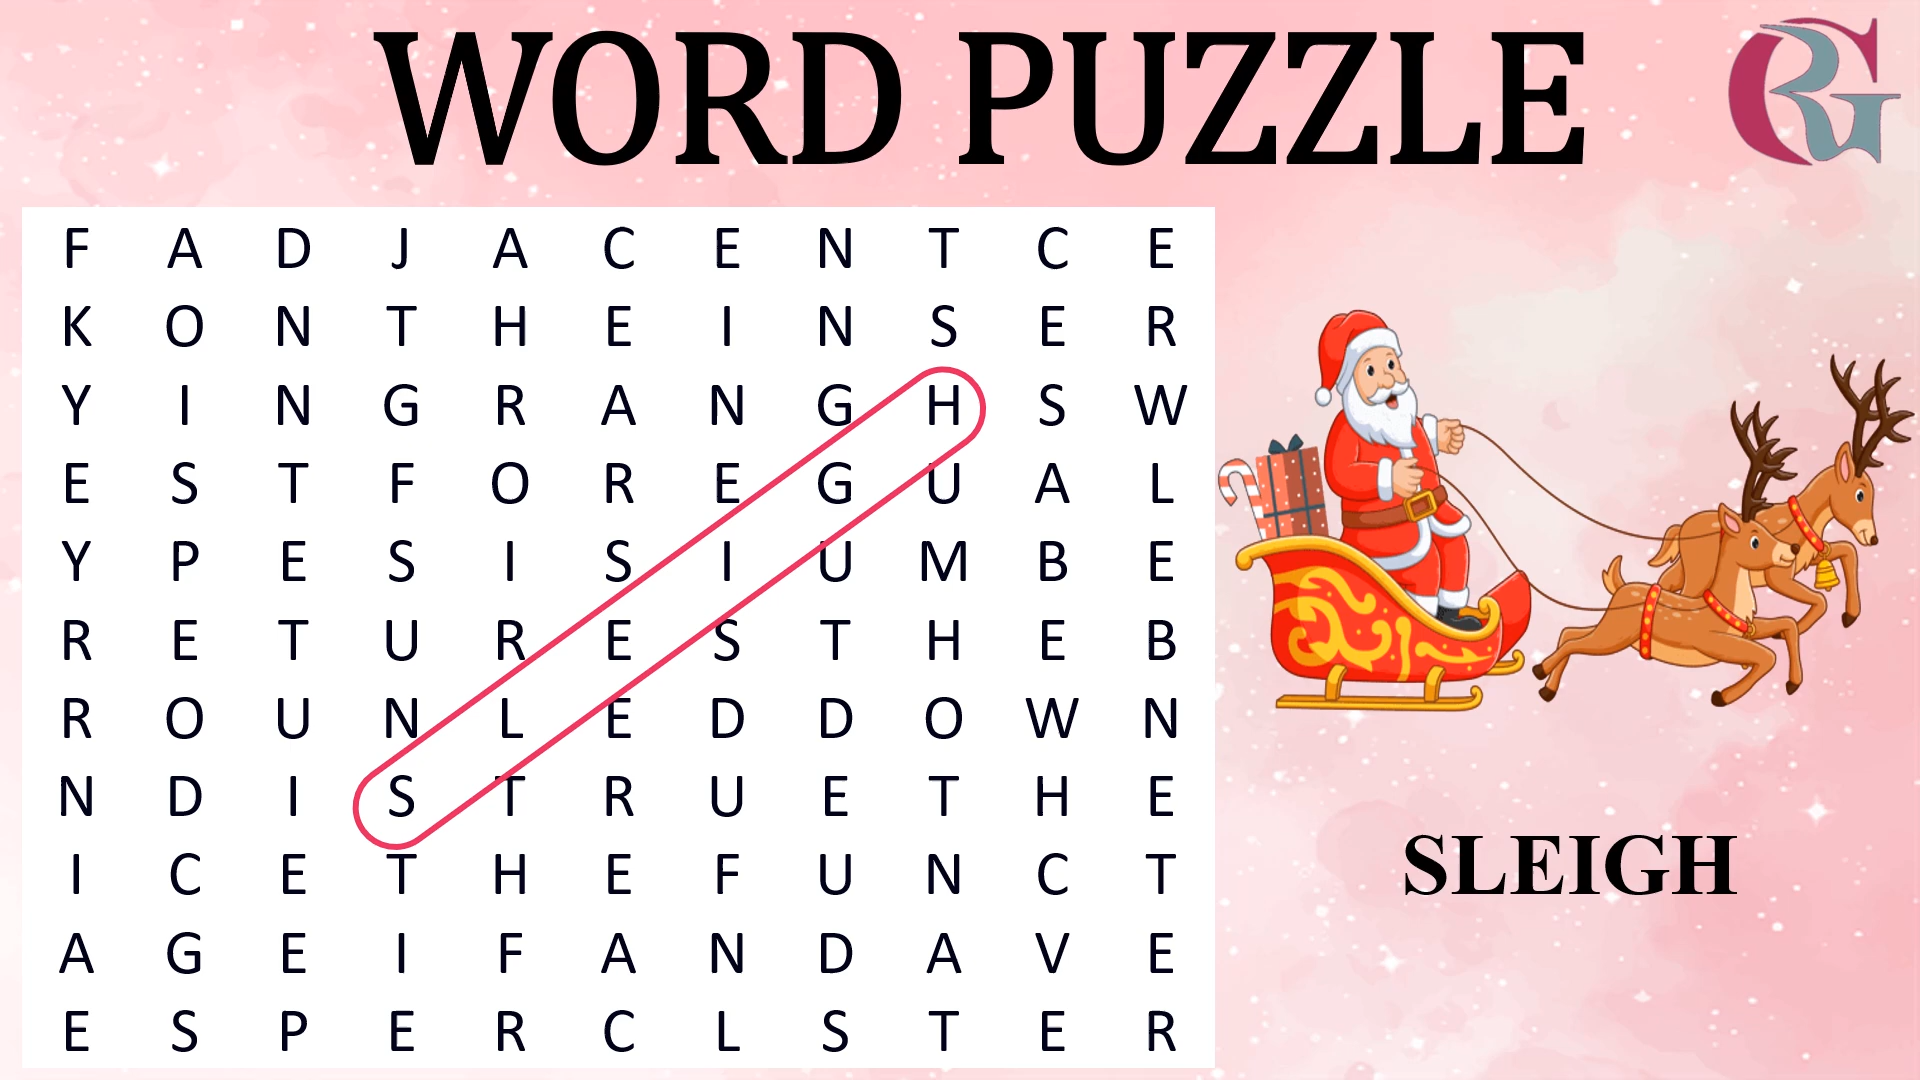 WORD PUZZLE
F A D J A C E N T C E
K O N T H E I N S E R
Y I N G R A N G H S W
E S T F O R E G U A L
Y P E S I S I U M B E
R E T U R E S T H E B
R O U N L E D D O W N
N D I S T R U E T H E
I C E T H E F U N C T
A G E I F A N D A V E
E S P E R C L S T E R
SLEIGH